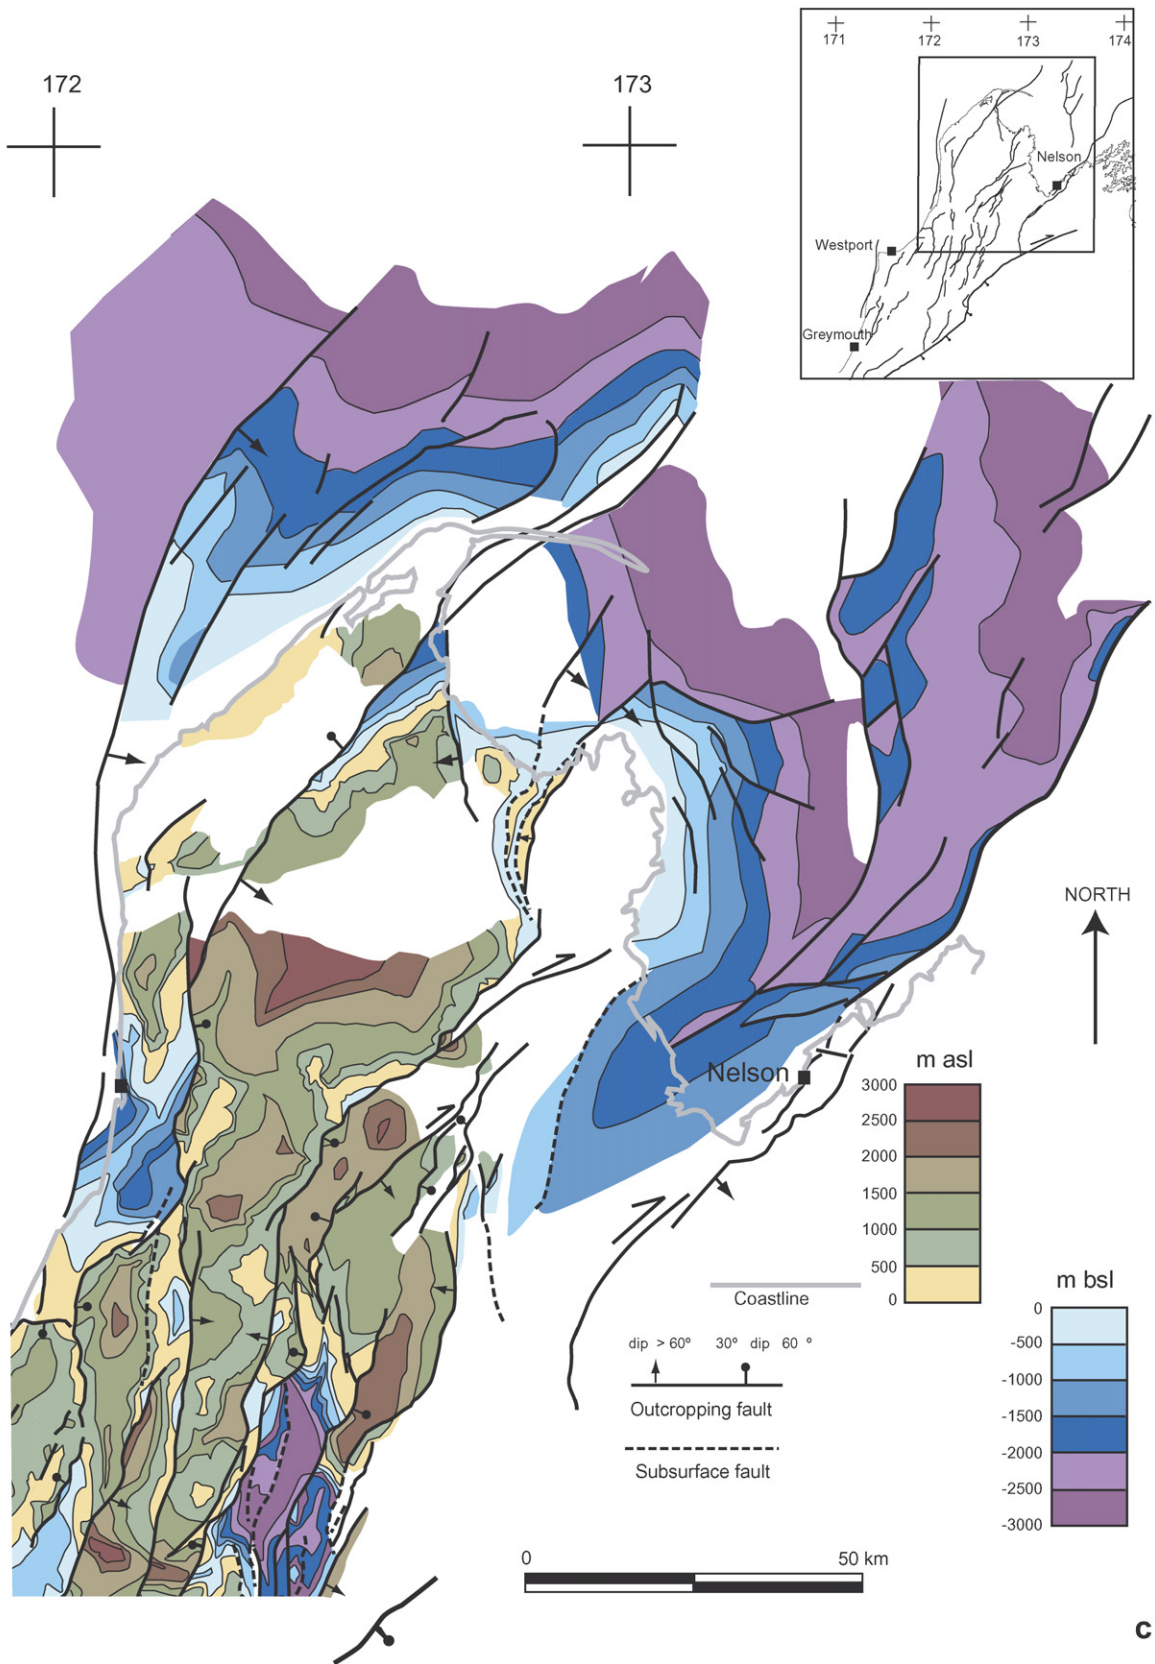 171
172
173
174
Nelson
Westport
Greymouth
172
173
NORTH
Nelson
m asl
3000
2500
2000
1500
1000
500
0
m bsl
0
-500
-1000
-1500
-2000
-2500
-3000
Coastline
dip > 60º 30º dip 60 º
Outcropping fault
Subsurface fault
0 50 km
c